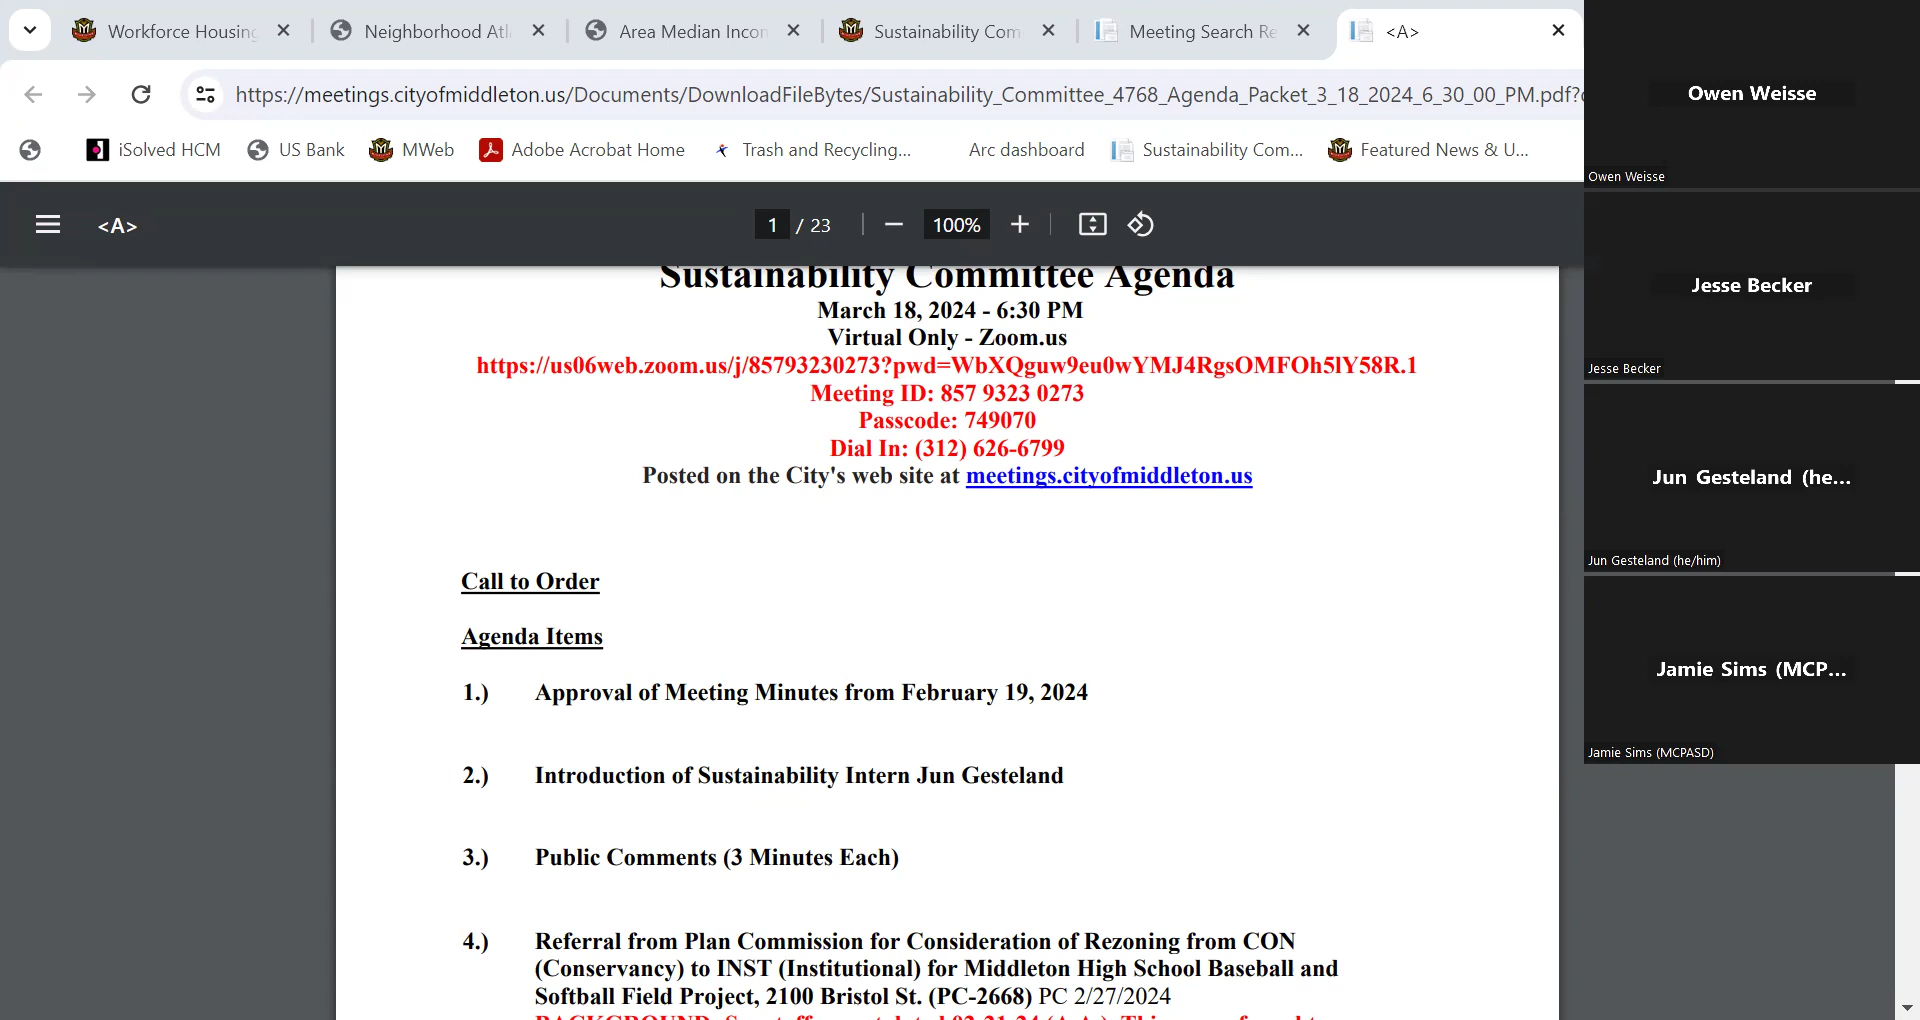 Workforce Housing
Neighborhood Atl
Area Median Incon
Sustainability Com
Meeting Search Re
<A>
https://meetings.cityofmiddleton.us/Documents/DownloadFileBytes/Sustainability_Committee_4768_Agenda_Packet_3_18_2024_6_30_00_PM.pdf?
iSolved HCM
US Bank
MWeb
Adobe Acrobat Home
Trash and Recycling...
Arc dashboard
Sustainability Com...
Featured News & U...
<A>
1 / 23
100%
Sustainability Committee Agenda
March 18, 2024 - 6:30 PM
Virtual Only - Zoom.us
https://us06web.zoom.us/j/85793230273?pwd=WbXQguw9eu0wYMJ4RgsOMFOh5lY58R.1
Meeting ID: 857 9323 0273
Passcode: 749070
Dial In: (312) 626-6799
Posted on the City's web site at meetings.cityofmiddleton.us
Call to Order
Agenda Items
1.) Approval of Meeting Minutes from February 19, 2024
2.) Introduction of Sustainability Intern Jun Gesteland
3.) Public Comments (3 Minutes Each)
4.) Referral from Plan Commission for Consideration of Rezoning from CON
(Conservancy) to INST (Institutional) for Middleton High School Baseball and
Softball Field Project, 2100 Bristol St. (PC-2668) PC 2/27/2024
Owen Weisse
Owen Weisse
Jesse Becker
Jesse Becker
Jun Gesteland (he...
Jun Gesteland (he/him)
Jamie Sims (MCP...
Jamie Sims (MCPASD)